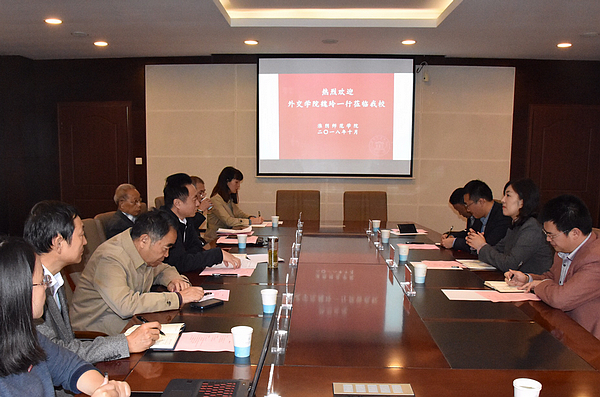 热烈欢迎
外交学院魏玲一行莅临我校
淮阴师范学院
二〇一八年十月